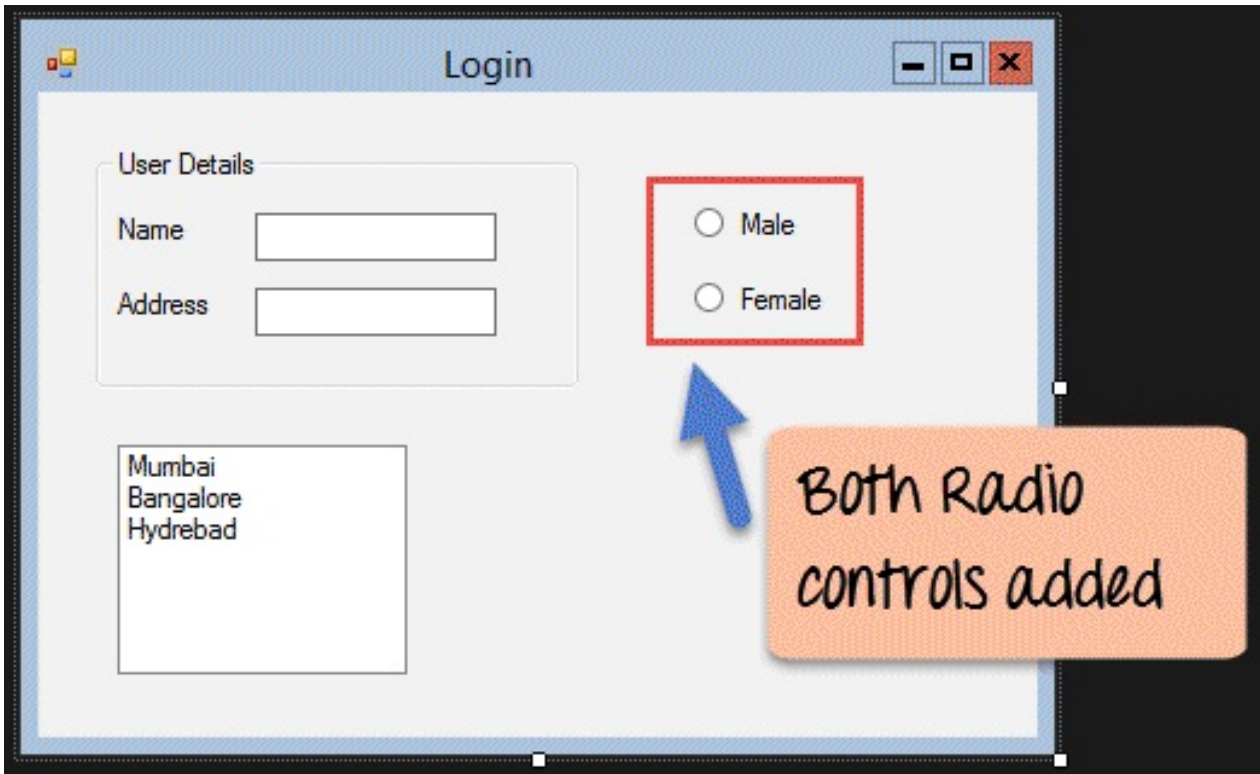 Login
User Details
Name
Address
Male
Female
Mumbai
Bangalore
Hydrebad
Both Radio
controls added